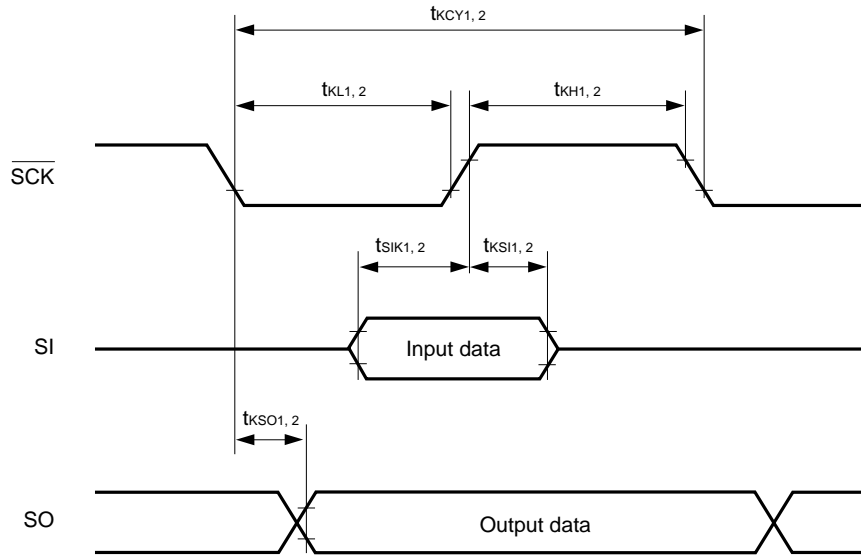 tKCY1, 2
tKL1, 2
tKH1, 2
SCK
tSIK1, 2
tKSI1, 2
SI
Input data
tKSO1, 2
SO
Output data